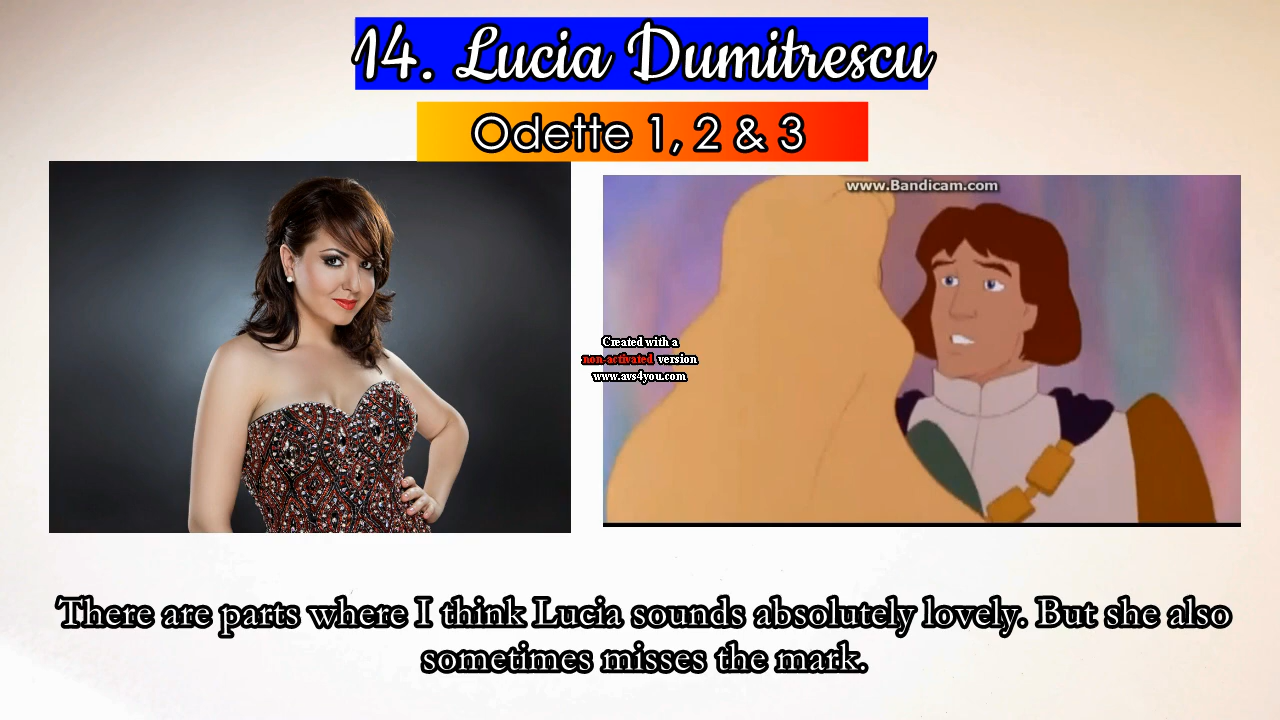 14. Lucia Dumitrescu
Odette 1, 2 & 3
www.Bandicam.com
Created with a
non-activated version
www.avs4you.com
There are parts where I think Lucia sounds absolutely lovely. But she also
sometimes misses the mark.